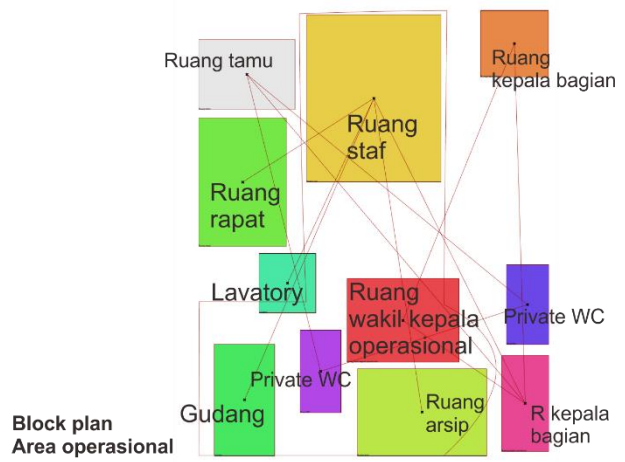 Ruang tamu
Ruang
staf
Ruang
kepala bagian
Ruang
rapat
Lavatory
Ruang
wakil kepala
operasional
Private WC
Gudang
Private WC
Ruang
arsip
R kepala
bagian
Block plan
Area operasional